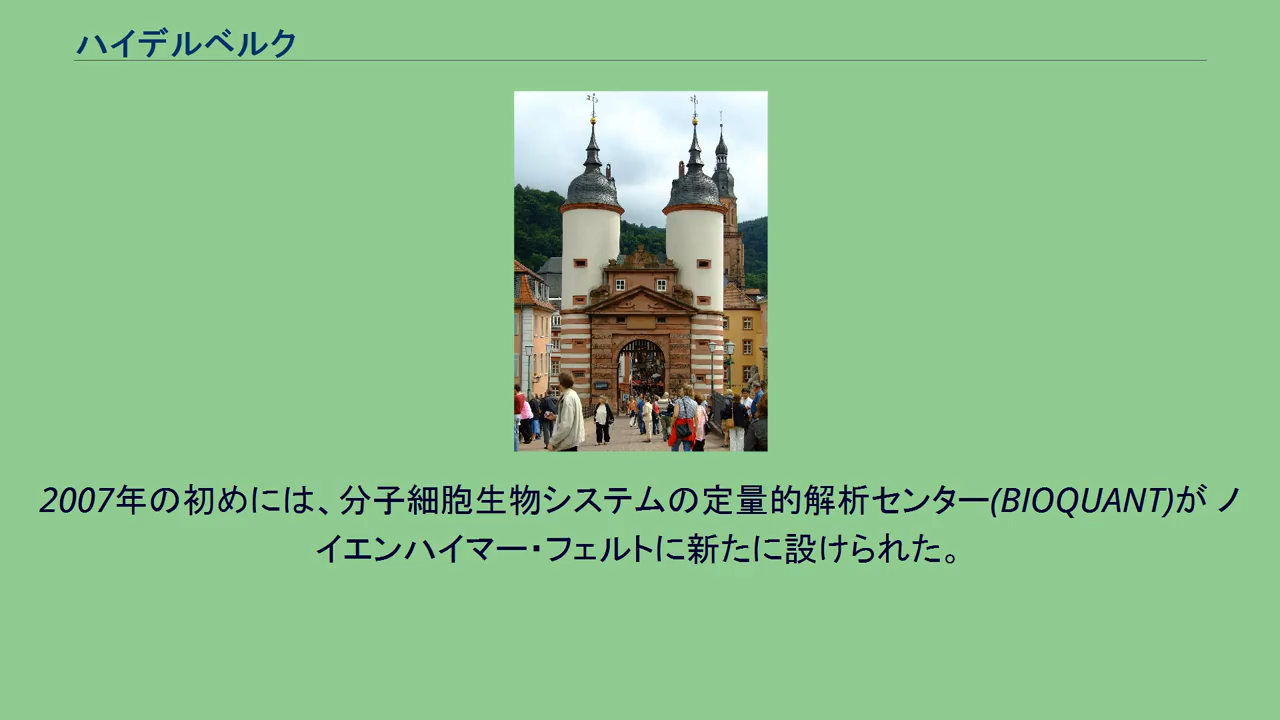 ハイデルベルク
2007年の初めには、分子細胞生物システムの定量的解析センター(BIOQUANT)が ノ
イエンハイマー・フェルトに新たに設けられた。